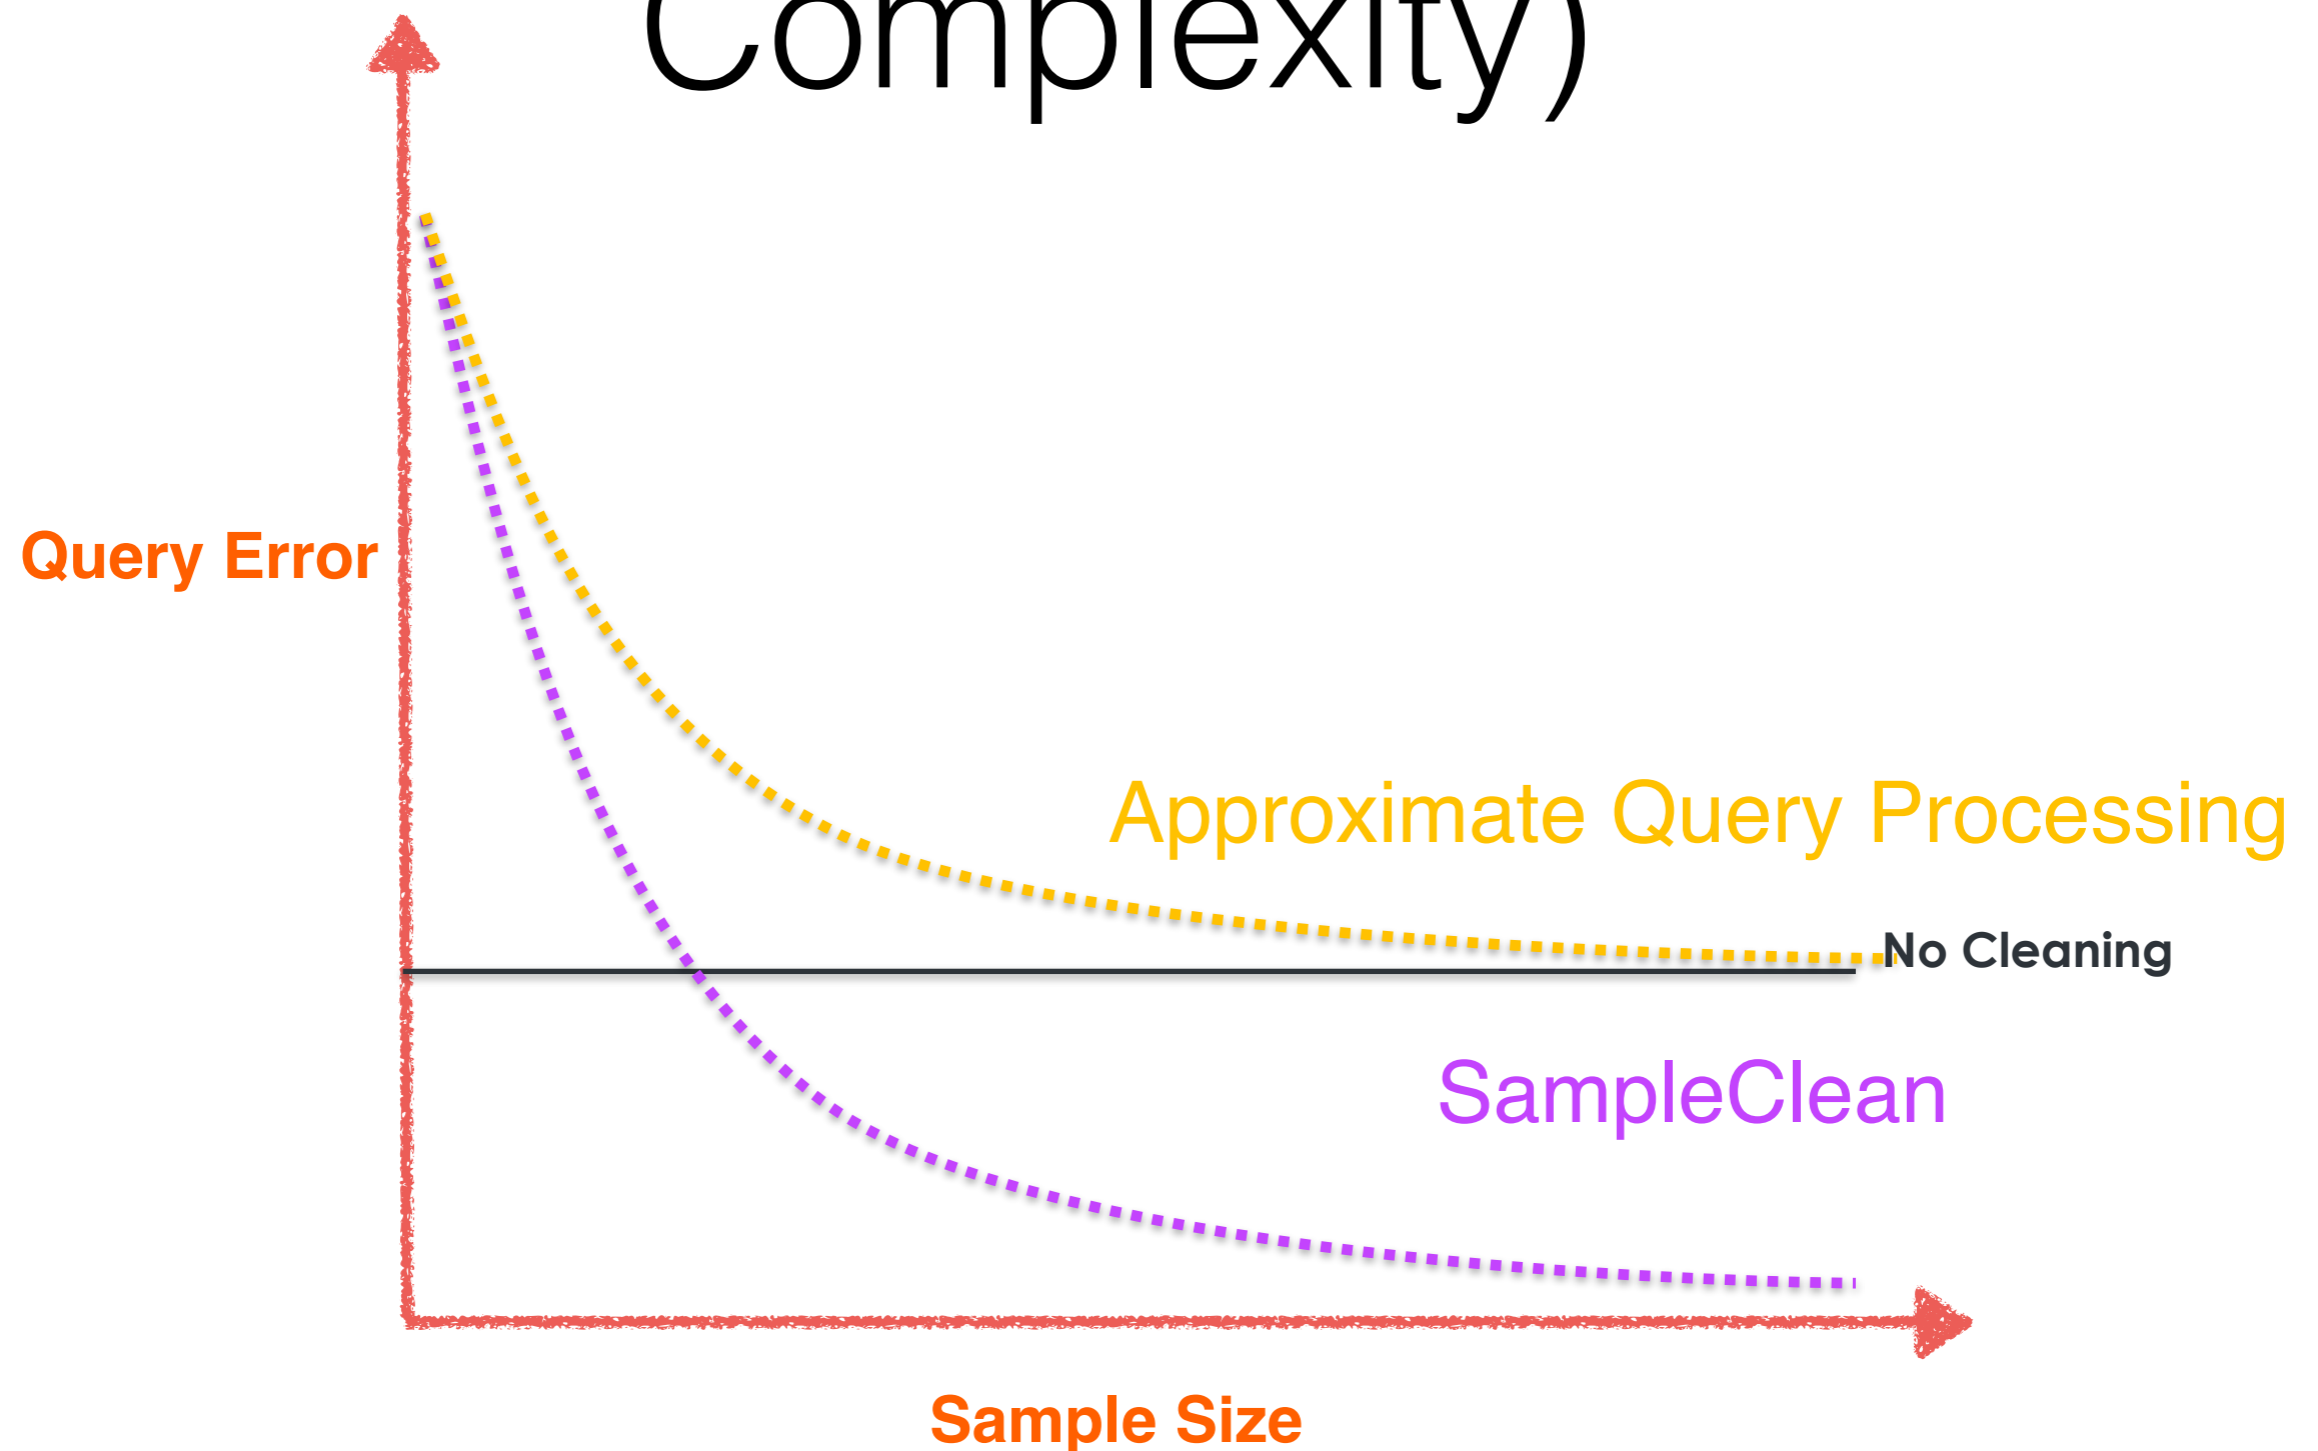 Complexity)
Query Error
Approximate Query Processing
No Cleaning
SampleClean
Sample Size